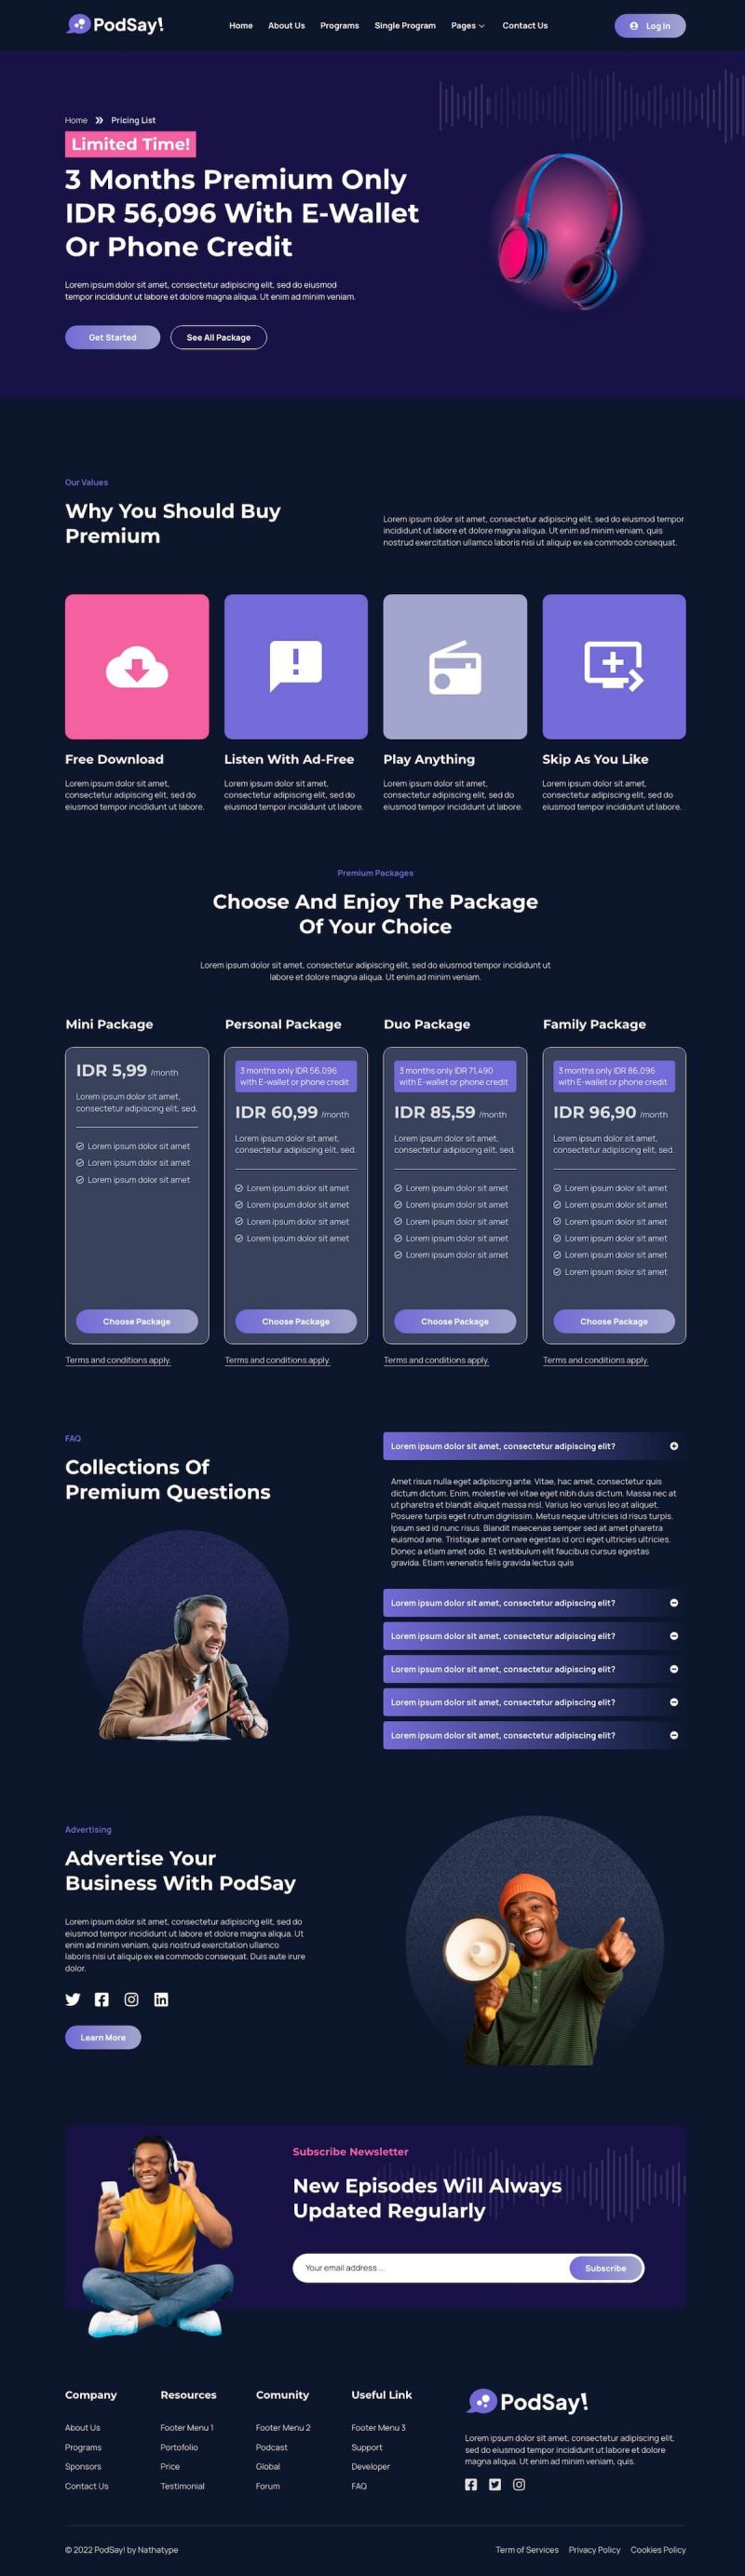 PodSay!
Home About Us Programs Single Program Pages Contact Us
Log In
Home Pricing List
Limited Time!
3 Months Premium Only
IDR 56,096 With E-Wallet
Or Phone Credit
Lorem ipsum dolor sit amet, consectetur adipiscing elit, sed do eiusmod
tempor incididunt ut labore et dolore magna aliqua. Ut enim ad minim veniam.
Get Started
See All Package
Our Values
Why You Should Buy
Premium
Lorem ipsum dolor sit amet, consectetur adipiscing elit, sed do eiusmod tempor
incididunt ut labore et dolore magna aliqua. Ut enim ad minim veniam, quis
nostrud exercitation ullamco laboris nisi ut aliquip ex ea commodo consequat.
Free Download
Lorem ipsum dolor sit amet,
consectetur adipiscing elit, sed do
eiusmod tempor incididunt ut labore.
Listen With Ad-Free
Lorem ipsum dolor sit amet,
consectetur adipiscing elit, sed do
eiusmod tempor incididunt ut labore.
Play Anything
Lorem ipsum dolor sit amet,
consectetur adipiscing elit, sed do
eiusmod tempor incididunt ut labore.
Skip As You Like
Lorem ipsum dolor sit amet,
consectetur adipiscing elit, sed do
eiusmod tempor incididunt ut labore.
Premium Packages
Choose And Enjoy The Package
Of Your Choice
Lorem ipsum dolor sit amet, consectetur adipiscing elit, sed do eiusmod tempor incididunt ut
labore et dolore magna aliqua. Ut enim ad minim veniam.
Mini Package
IDR 5,99 /month
Lorem ipsum dolor sit amet,
consectetur adipiscing elit, sed.
Lorem ipsum dolor sit amet
Lorem ipsum dolor sit amet
Lorem ipsum dolor sit amet
Choose Package
Terms and conditions apply.
Personal Package
3 months only IDR 56,096
with E-wallet or phone credit
IDR 60,99 /month
Lorem ipsum dolor sit amet,
consectetur adipiscing elit, sed.
Lorem ipsum dolor sit amet
Lorem ipsum dolor sit amet
Lorem ipsum dolor sit amet
Lorem ipsum dolor sit amet
Choose Package
Terms and conditions apply.
Duo Package
3 months only IDR 71,490
with E-wallet or phone credit
IDR 85,59 /month
Lorem ipsum dolor sit amet,
consectetur adipiscing elit, sed.
Lorem ipsum dolor sit amet
Lorem ipsum dolor sit amet
Lorem ipsum dolor sit amet
Lorem ipsum dolor sit amet
Lorem ipsum dolor sit amet
Choose Package
Terms and conditions apply.
Family Package
3 months only IDR 86,096
with E-wallet or phone credit
IDR 96,90 /month
Lorem ipsum dolor sit amet,
consectetur adipiscing elit, sed.
Lorem ipsum dolor sit amet
Lorem ipsum dolor sit amet
Lorem ipsum dolor sit amet
Lorem ipsum dolor sit amet
Lorem ipsum dolor sit amet
Lorem ipsum dolor sit amet
Choose Package
Terms and conditions apply.
FAQ
Collections Of
Premium Questions
Lorem ipsum dolor sit amet, consectetur adipiscing elit?
Amet risus nulla eget adipiscing ante. Vitae, hac amet, consectetur quis
dictum dictum. Enim, molestie vel vitae eget nibh duis dictum. Massa nec at
ut pharetra et blandit aliquet massa nisl. Varius leo varius leo at aliquet.
Posuere turpis eget rutrum dignissim. Metus neque ultricies id risus turpis.
Ipsum sed id nunc risus. Blandit maecenas semper sed at amet pharetra
euismod ame. Tristique amet ornare egestas id orci eget ultricies ultricies.
Donec a etiam amet odio. Et vestibulum elit faucibus cursus egestas
gravida. Etiam venenatis felis gravida lectus quis
Lorem ipsum dolor sit amet, consectetur adipiscing elit?
Lorem ipsum dolor sit amet, consectetur adipiscing elit?
Lorem ipsum dolor sit amet, consectetur adipiscing elit?
Lorem ipsum dolor sit amet, consectetur adipiscing elit?
Lorem ipsum dolor sit amet, consectetur adipiscing elit?
Advertising
Advertise Your
Business With PodSay
Lorem ipsum dolor sit amet, consectetur adipiscing elit, sed do
eiusmod tempor incididunt ut labore et dolore magna aliqua. Ut
enim ad minim veniam, quis nostrud exercitation ullamco
laboris nisi ut aliquip ex ea commodo consequat. Duis aute irure
dolor.
Learn More
Subscribe Newsletter
New Episodes Will Always
Updated Regularly
Your email address ...
Subscribe
Company
About Us
Programs
Sponsors
Contact Us
Resources
Footer Menu 1
Portofolio
Price
Testimonial
Comunity
Footer Menu 2
Podcast
Global
Forum
Useful Link
Footer Menu 3
Support
Developer
FAQ
PodSay!
Lorem ipsum dolor sit amet, consectetur adipiscing elit,
sed do eiusmod tempor incididunt ut labore et dolore
magna aliqua. Ut enim ad minim veniam, quis.
© 2022 PodSay! by Nathatype
Term of Services Privacy Policy Cookies Policy